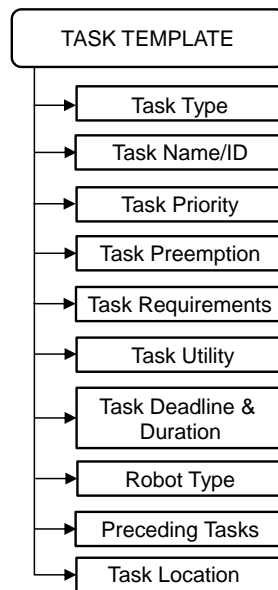 TASK TEMPLATE
Task Type
Task Name/ID
Task Priority
Task Preemption
Task Requirements
Task Utility
Task Deadline &
Duration
Robot Type
Preceding Tasks
Task Location